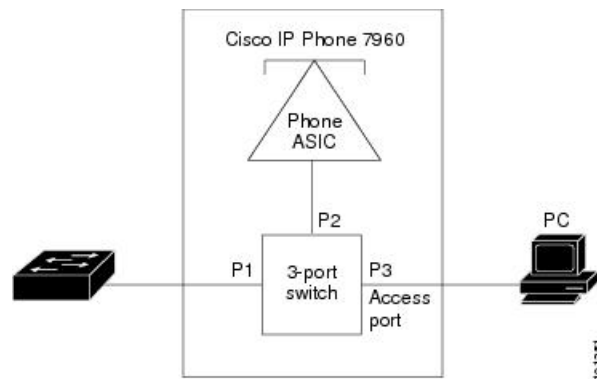 Cisco IP Phone 7960
Phone
ASIC
P2
PC
P1
3-port
switch
P3
Access
port